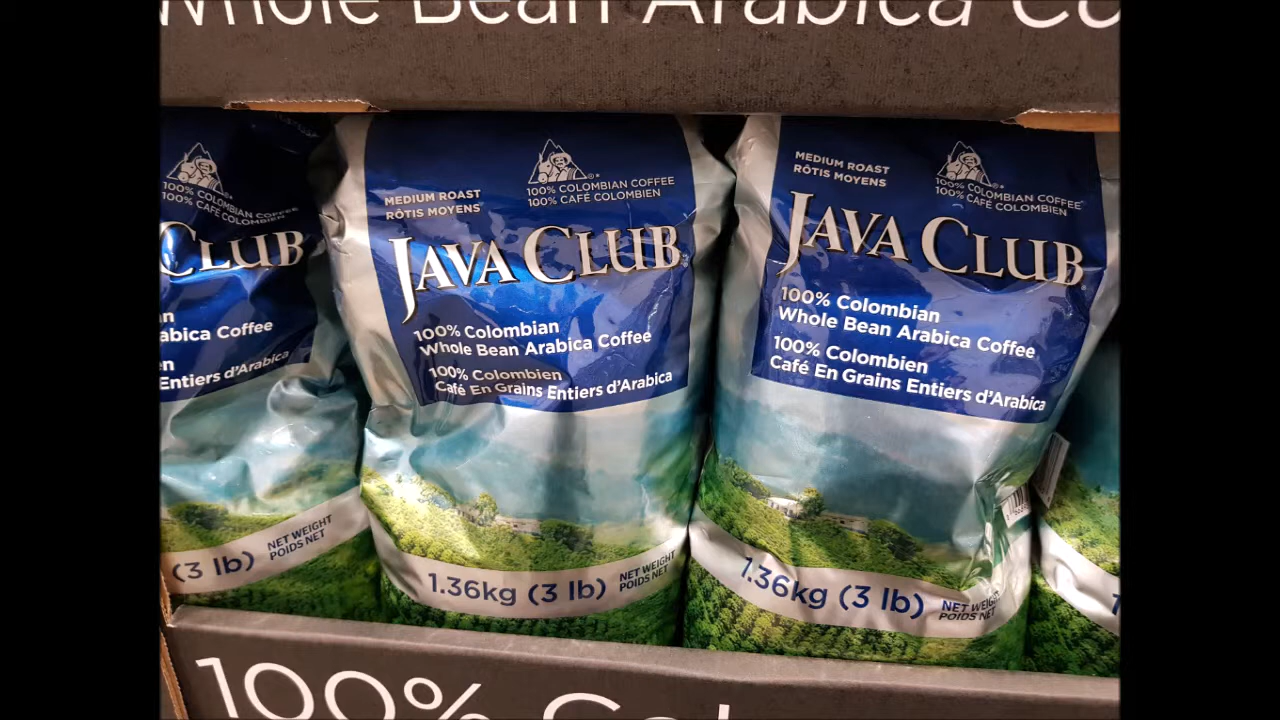 Whole Bean Arabica Co
100% COLOMBIAN COFFEE
100% CAFÉ COLOMBIEN
CLUB
abica Coffee
Entiers d'Arabica
(3 lb)
NET WEIGHT
POIDS NET
MEDIUM ROAST
RÔTIS MOYENS
100% COLOMBIAN COFFEE
100% CAFÉ COLOMBIEN
JAVA CLUB
100% Colombian
Whole Bean Arabica Coffee
100% Colombien
Café En Grains Entiers d'Arabica
1.36kg (3 lb)
NET WEIGHT
POIDS NET
MEDIUM ROAST
RÔTIS MOYENS
100% COLOMBIAN COFFEE
100% CAFÉ COLOMBIEN
JAVA CLUB
100% Colombian
Whole Bean Arabica Coffee
100% Colombien
Café En Grains Entiers d'Arabica
1.36kg (3 lb)
NET WEIGHT
POIDS NET
100%